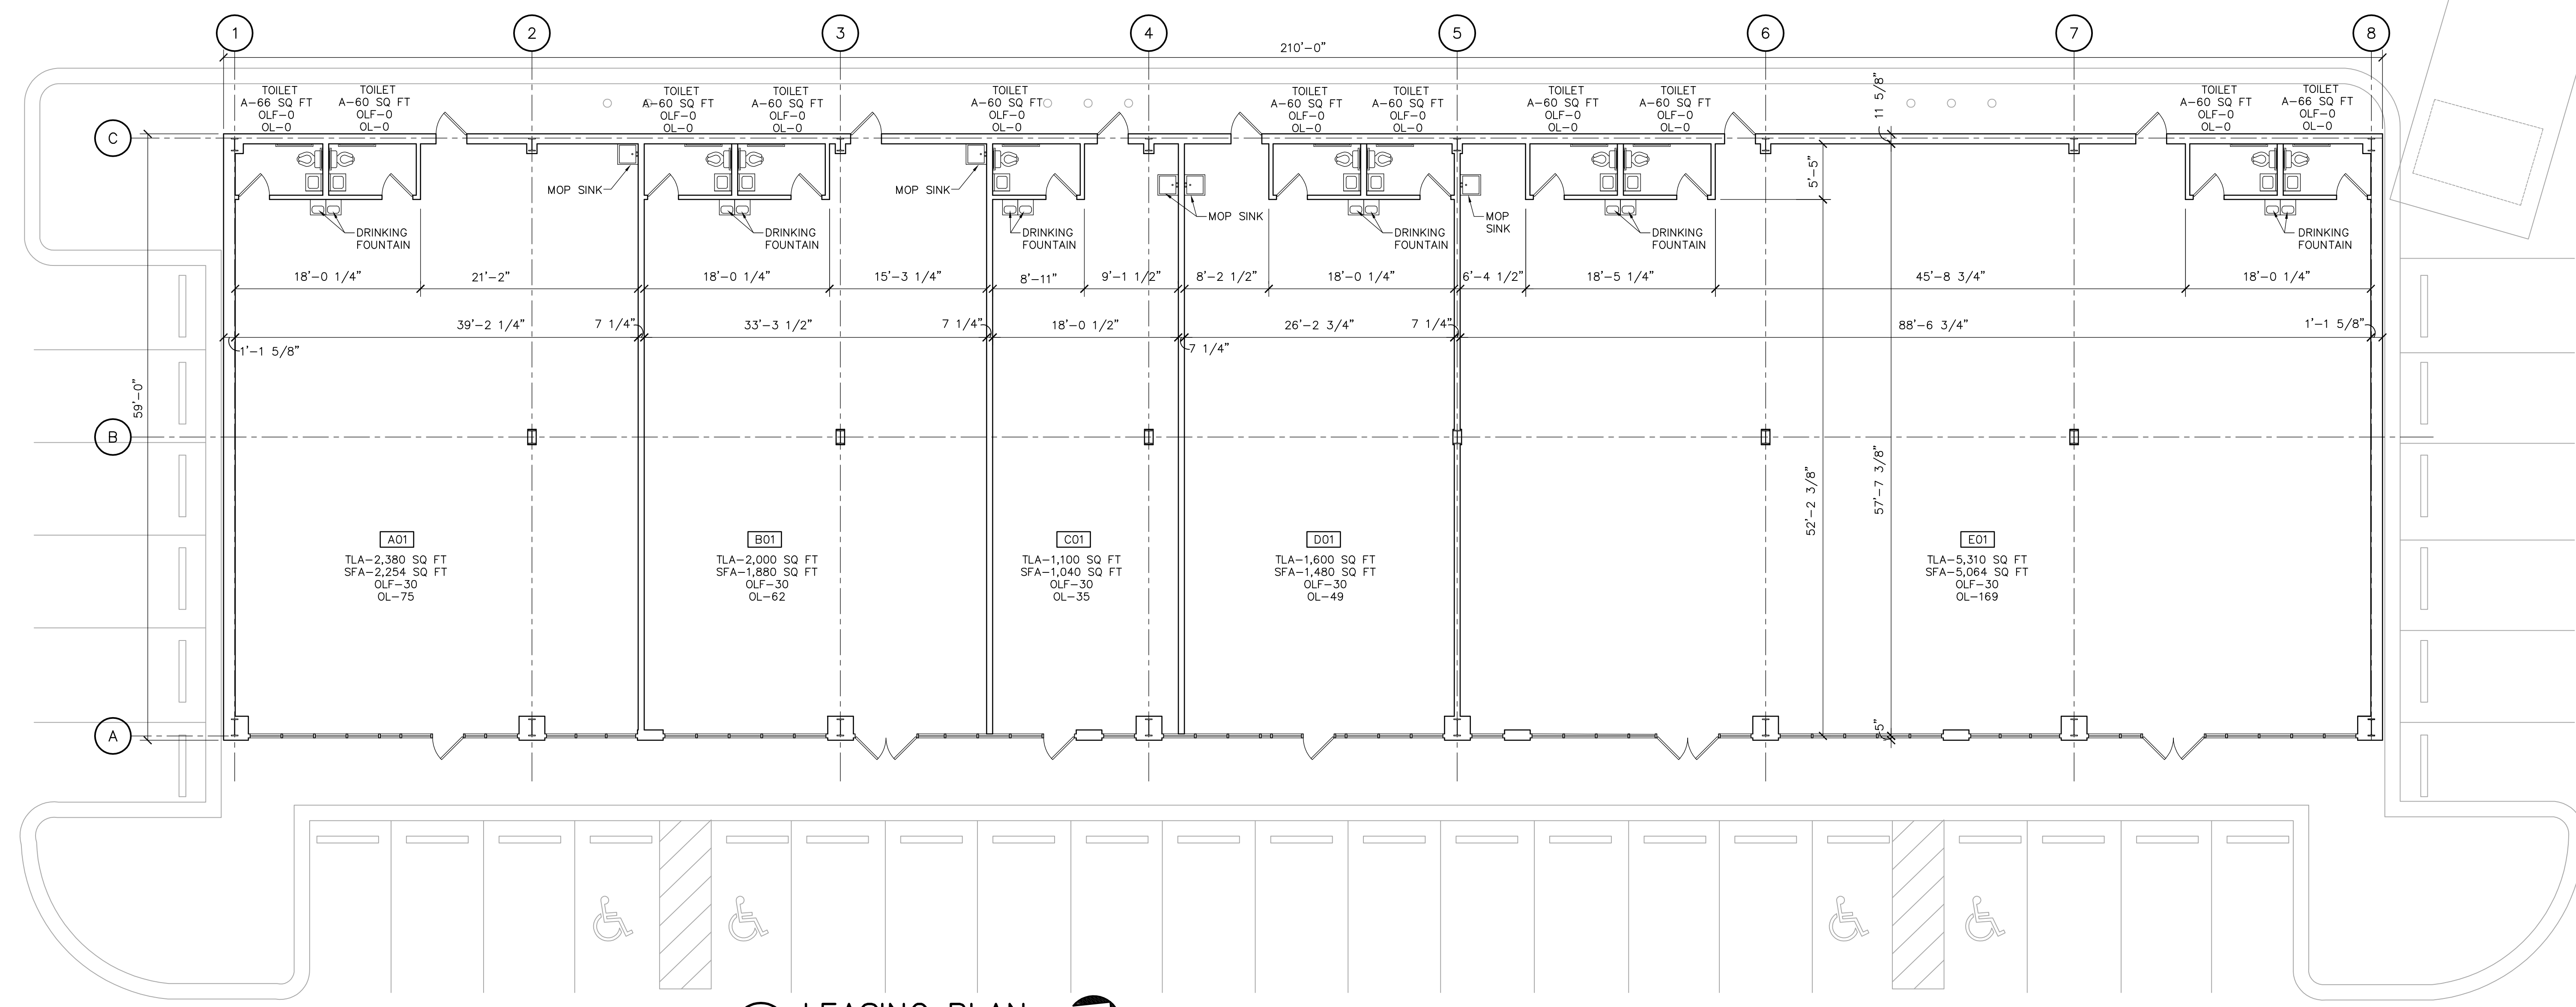 1 2 3 4 5 6 7 8
210'-0"
TOILET
A-66 SQ FT
OLF-0
OL-0
TOILET
A-60 SQ FT
OLF-0
OL-0
TOILET
A-60 SQ FT
OLF-0
OL-0
TOILET
A-60 SQ FT
OLF-0
OL-0
TOILET
A-60 SQ FT
OLF-0
OL-0
TOILET
A-60 SQ FT
OLF-0
OL-0
TOILET
A-60 SQ FT
OLF-0
OL-0
TOILET
A-60 SQ FT
OLF-0
OL-0
TOILET
A-60 SQ FT
OLF-0
OL-0
11 5/8"
TOILET
A-60 SQ FT
OLF-0
OL-0
TOILET
A-66 SQ FT
OLF-0
OL-0
C
MOP SINK
MOP SINK
MOP SINK
MOP
SINK
5'-5"
DRINKING
FOUNTAIN
DRINKING
FOUNTAIN
DRINKING
FOUNTAIN
DRINKING
FOUNTAIN
DRINKING
FOUNTAIN
DRINKING
FOUNTAIN
18'-0 1/4"
21'-2"
18'-0 1/4"
15'-3 1/4"
8'-11"
9'-1 1/2"
8'-2 1/2"
18'-0 1/4"
6'-4 1/2"
18'-5 1/4"
45'-8 3/4"
18'-0 1/4"
39'-2 1/4"
7 1/4"
33'-3 1/2"
7 1/4"
18'-0 1/2"
26'-2 3/4"
7 1/4"
88'-6 3/4"
1'-1 5/8"
1'-1 5/8"
7 1/4"
59'-0"
B
52'-2 3/8"
57'-7 3/8"
A01
TLA-2,380 SQ FT
SFA-2,254 SQ FT
OLF-30
OL-75
B01
TLA-2,000 SQ FT
SFA-1,880 SQ FT
OLF-30
OL-62
C01
TLA-1,100 SQ FT
SFA-1,040 SQ FT
OLF-30
OL-35
D01
TLA-1,600 SQ FT
SFA-1,480 SQ FT
OLF-30
OL-49
E01
TLA-5,310 SQ FT
SFA-5,064 SQ FT
OLF-30
OL-169
A
5"
LEASING PLAN